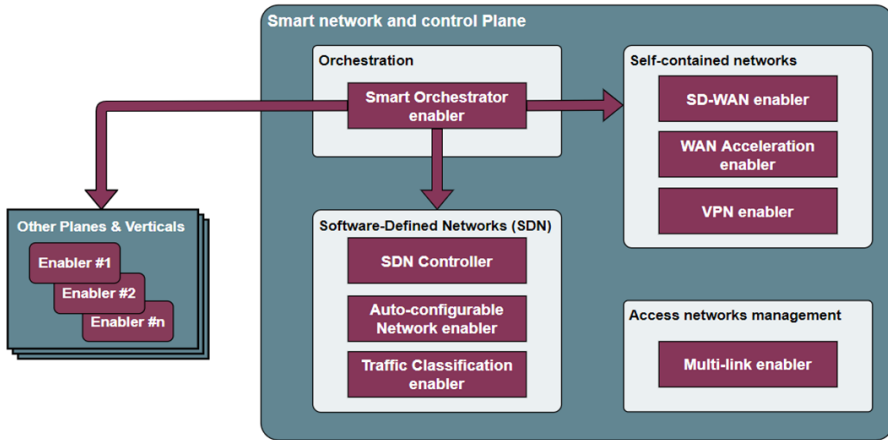 Smart network and control Plane
Orchestration
Smart Orchestrator
enabler
Self-contained networks
SD-WAN enabler
WAN Acceleration
enabler
VPN enabler
Other Planes & Verticals
Enabler #1
Enabler #2
Enabler #n
Software-Defined Networks (SDN)
SDN Controller
Auto-configurable
Network enabler
Traffic Classification
enabler
Access networks management
Multi-link enabler